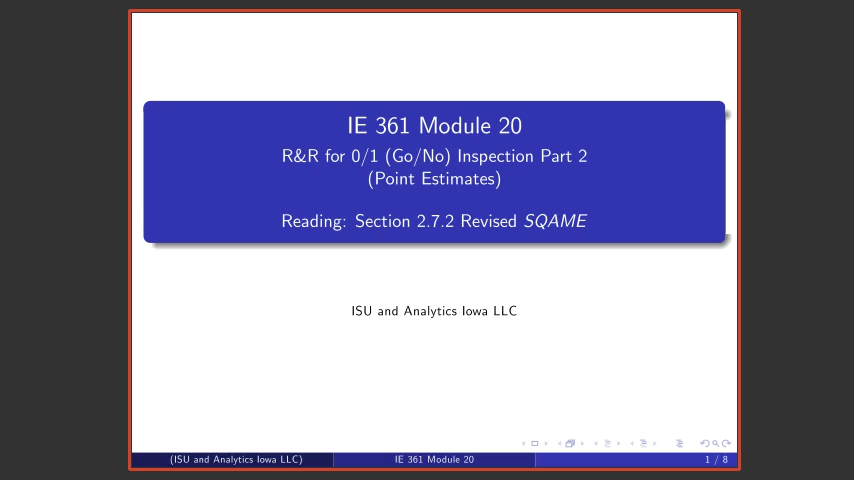 IE 361 Module 20
R&R for 0/1 (Go/No) Inspection Part 2
(Point Estimates)
Reading: Section 2.7.2 Revised SQAME
ISU and Analytics Iowa LLC
(ISU and Analytics Iowa LLC) IE 361 Module 20 1 / 8